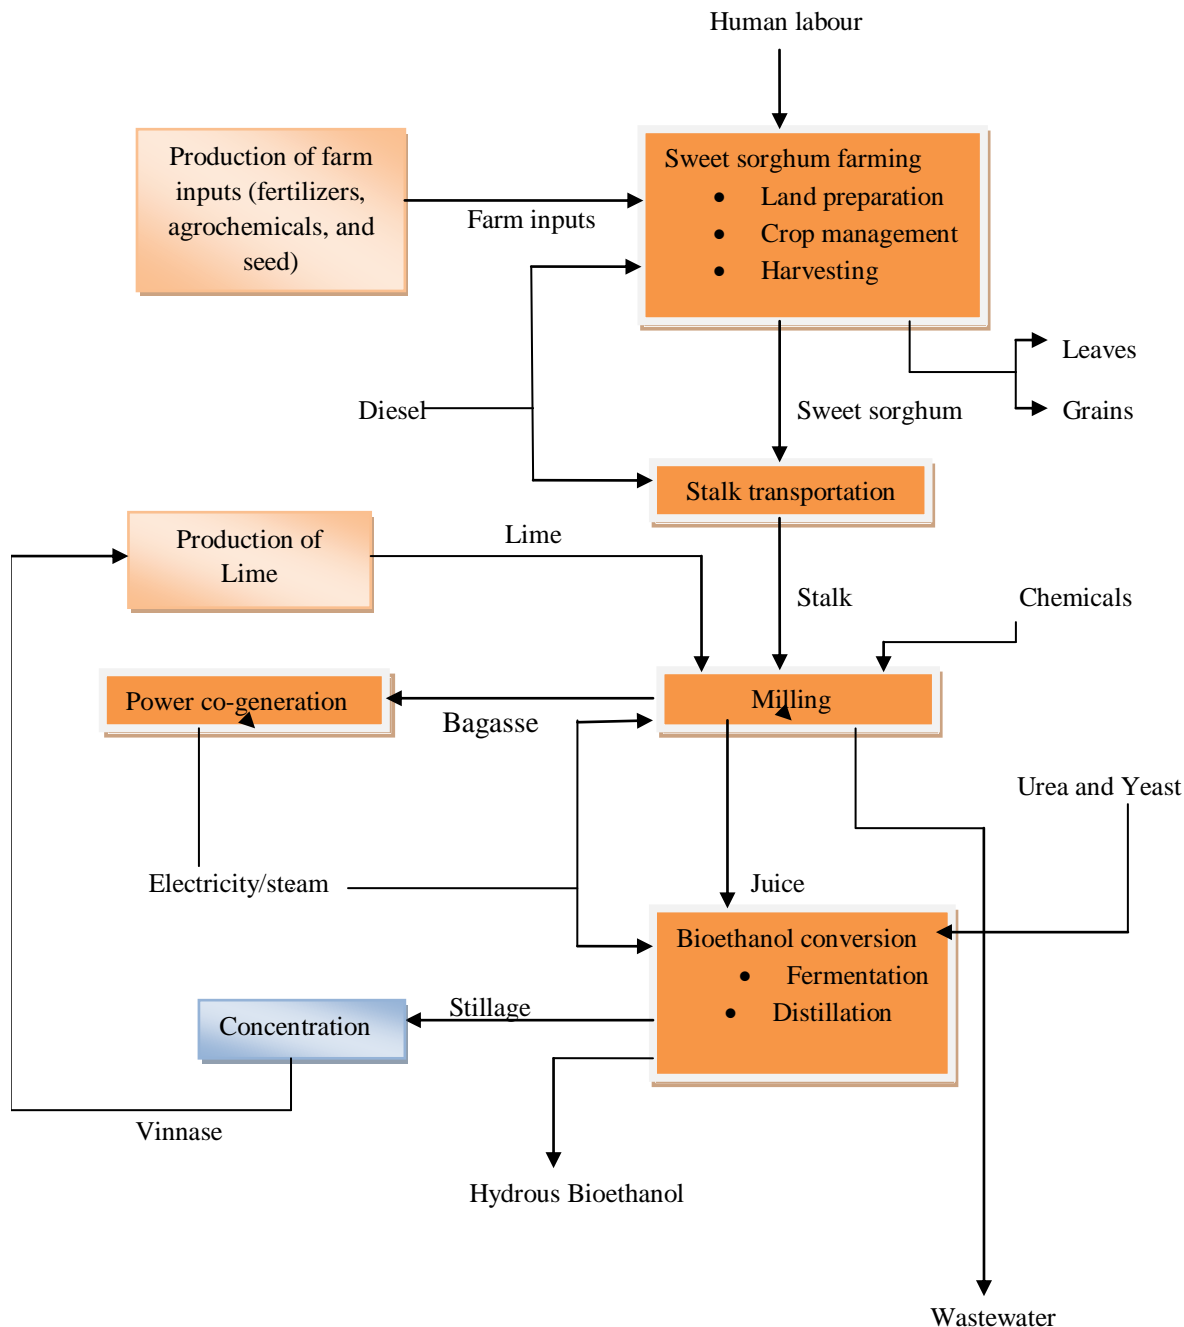 Human labour
Production of farm
inputs (fertilizers,
agrochemicals, and
seed)
Farm inputs
Sweet sorghum farming
• Land preparation
• Crop management
• Harvesting
Leaves
Grains
Diesel
Sweet sorghum
Stalk transportation
Production of
Lime
Lime
Stalk
Chemicals
Power co-generation
Bagasse
Milling
Urea and Yeast
Electricity/steam
Juice
Bioethanol conversion
• Fermentation
• Distillation
Stillage
Concentration
Vinnase
Hydrous Bioethanol
Wastewater